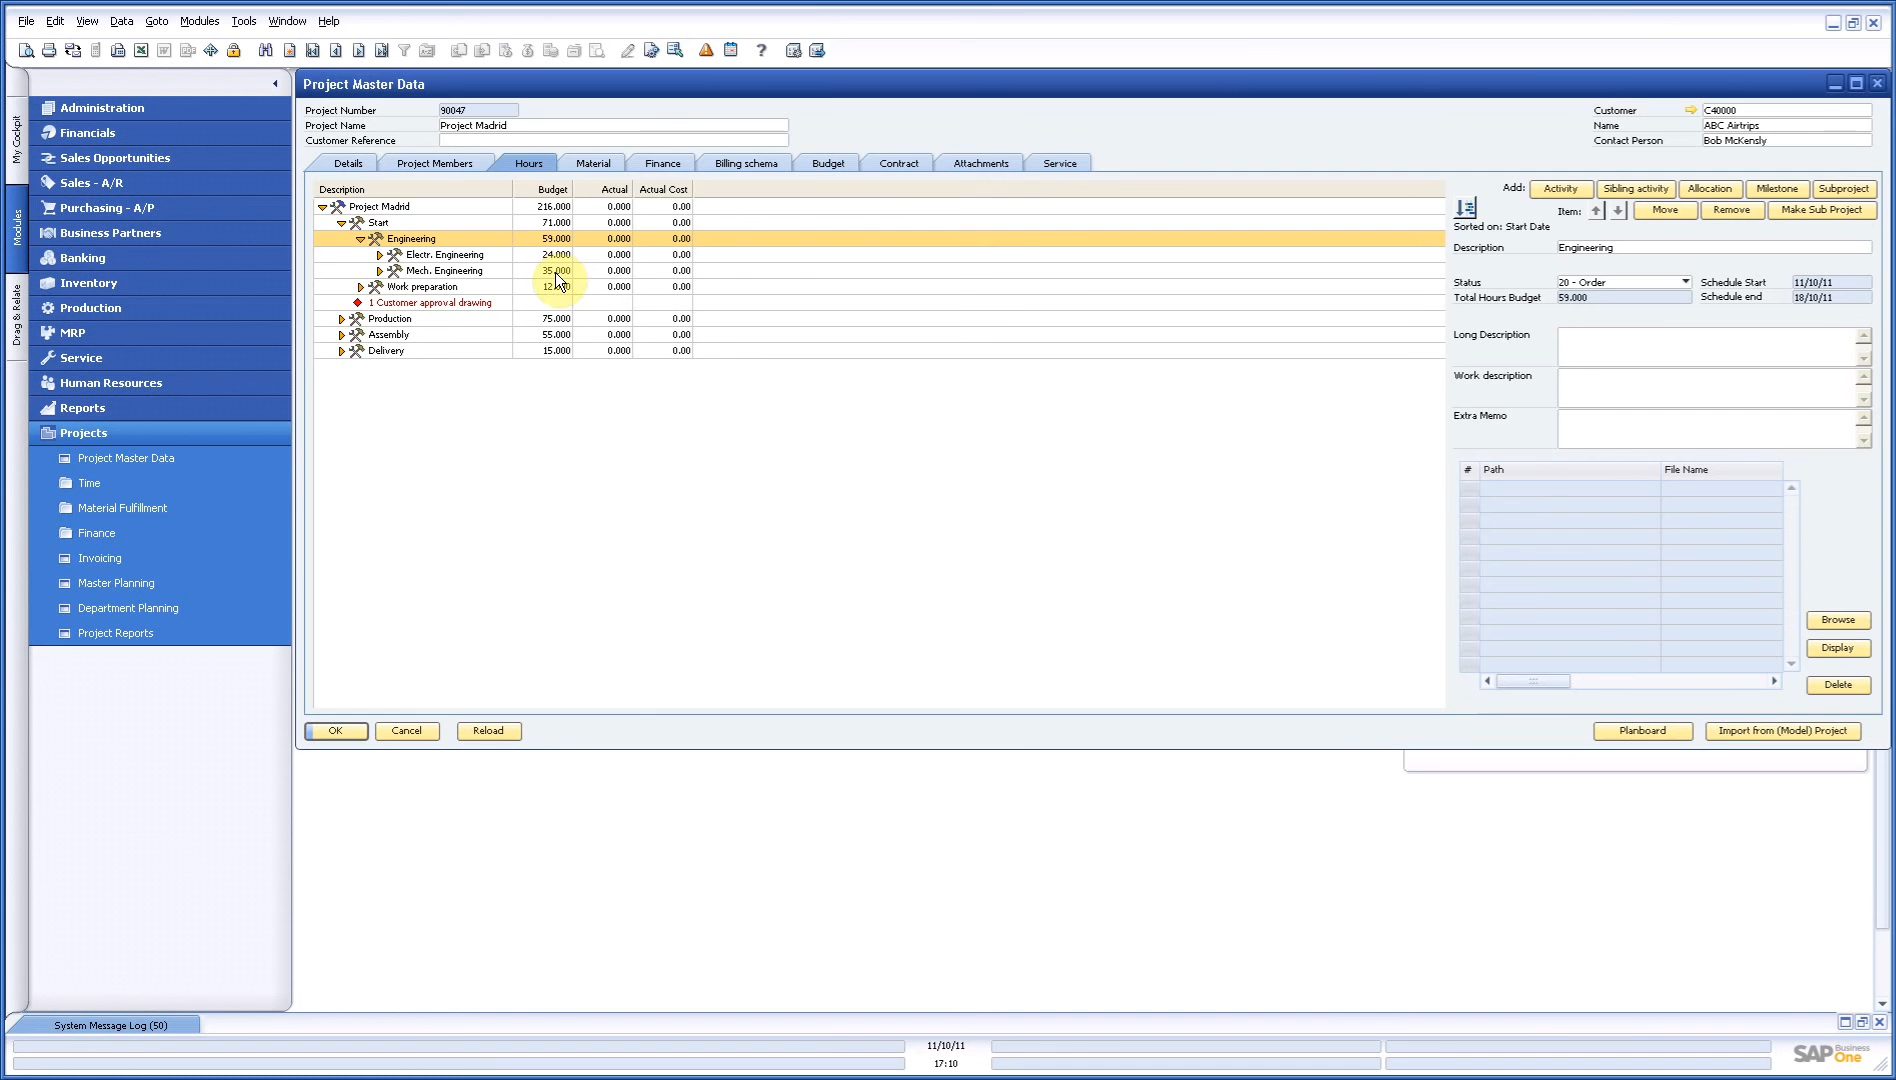 File Edit View Data Goto Modules Tools Window Help
My Cockpit
Modules
Drag & Relate
Administration
Financials
Sales Opportunities
Sales - A/R
Purchasing - A/P
Business Partners
Banking
Inventory
Production
MRP
Service
Human Resources
Reports
Projects
Project Master Data
Time
Material Fulfillment
Finance
Invoicing
Master Planning
Department Planning
Project Reports
Project Master Data
Project Number 90047
Project Name Project Madrid
Customer Reference
Customer C40000
Name ABC Airtrips
Contact Person Bob McKensly
Details Project Members Hours Material Finance Billing schema Budget Contract Attachments Service
Description Budget Actual Actual Cost
Project Madrid 216.000 0.000 0.00
Start 71.000 0.000 0.00
Engineering 59.000 0.000 0.00
Electr. Engineering 24.000 0.000 0.00
Mech. Engineering 35.000 0.000 0.00
Work preparation 0.000 0.00
1 Customer approval drawing
Production 75.000 0.000 0.00
Assembly 55.000 0.000 0.00
Delivery 15.000 0.000 0.00
Add: Activity Sibling activity Allocation Milestone Subproject
Item: Move Remove Make Sub Project
Sorted on: Start Date
Description Engineering
Status 20 - Order Schedule Start 11/10/11
Total Hours Budget 59.000 Schedule end 18/10/11
Long Description
Work description
Extra Memo
# Path File Name
Browse
Display
Delete
OK Cancel Reload Planboard Import from (Model) Project
System Message Log (50)
11/10/11
17:10
SAP Business One